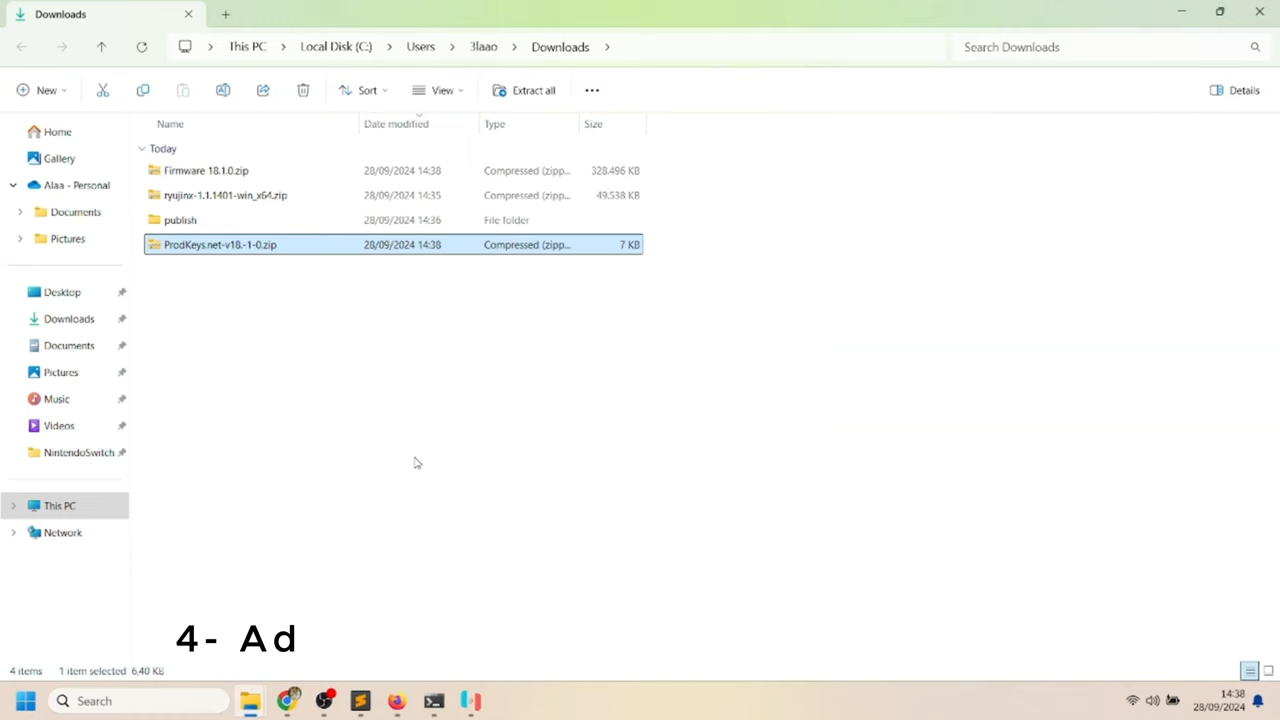 Downloads
This PC
Local Disk (C:)
Users
3laao
Downloads
Search Downloads
New
Sort
View
Extract all
Details
Name
Date modified
Type
Size
Home
Gallery
Alaa - Personal
Documents
Pictures
Desktop
Downloads
Documents
Pictures
Music
Videos
NintendoSwitch
This PC
Network
Today
Firmware 18.1.0.zip 28/09/2024 14:38 Compressed (zipp... 328.496 KB
ryujinx-1.1.1401-win_x64.zip 28/09/2024 14:35 Compressed (zipp... 49.538 KB
publish 28/09/2024 14:36 File folder
ProdKeys.net-v18.-1-0.zip 28/09/2024 14:38 Compressed (zipp... 7 KB
4- Ad
4 items 1 item selected 6,40 KB
Search
14:38
28/09/2024